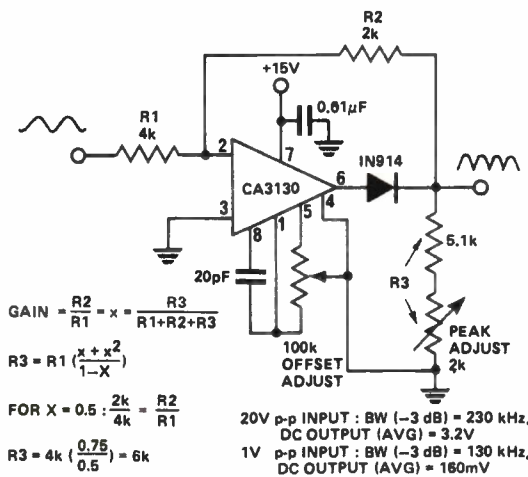 R2
2k
+15V
R1
4k
0.01µF
2
7
CA3130
6
IN914
3
8
1
5
4
5.1k
R3
20pF
100k
OFFSET
ADJUST
PEAK
ADJUST
2k
GAIN = R2/R1 = x = R3/R1+R2+R3
R3 = R1 (x + x²/1-X)
FOR X = 0.5 : 2k/4k = R2/R1
R3 = 4k (0.75/0.5) = 6k
20V p-p INPUT : BW (-3 dB) = 230 kHz,
DC OUTPUT (AVG) = 3.2V
1V p-p INPUT : BW (-3 dB) = 130 kHz,
DC OUTPUT (AVG) = 160mV